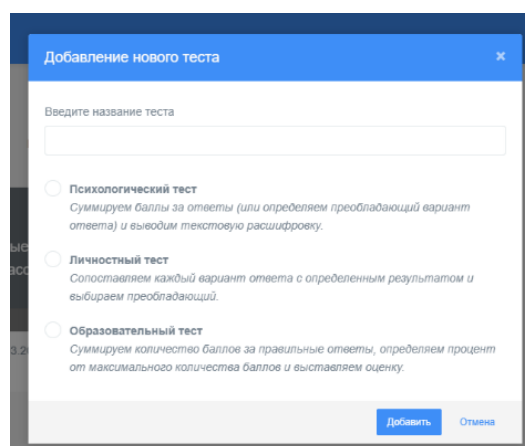 Добавление нового теста ×
Введите название теста
Психологический тест
Суммируем баллы за ответы (или определяем преобладающий вариант
ответа) и выводим текстовую расшифровку.
Личностный тест
Сопоставляем каждый вариант ответа с определенным результатом и
выбираем преобладающий.
Образовательный тест
Суммируем количество баллов за правильные ответы, определяем процент
от максимального количества баллов и выставляем оценку.
Добавить Отмена